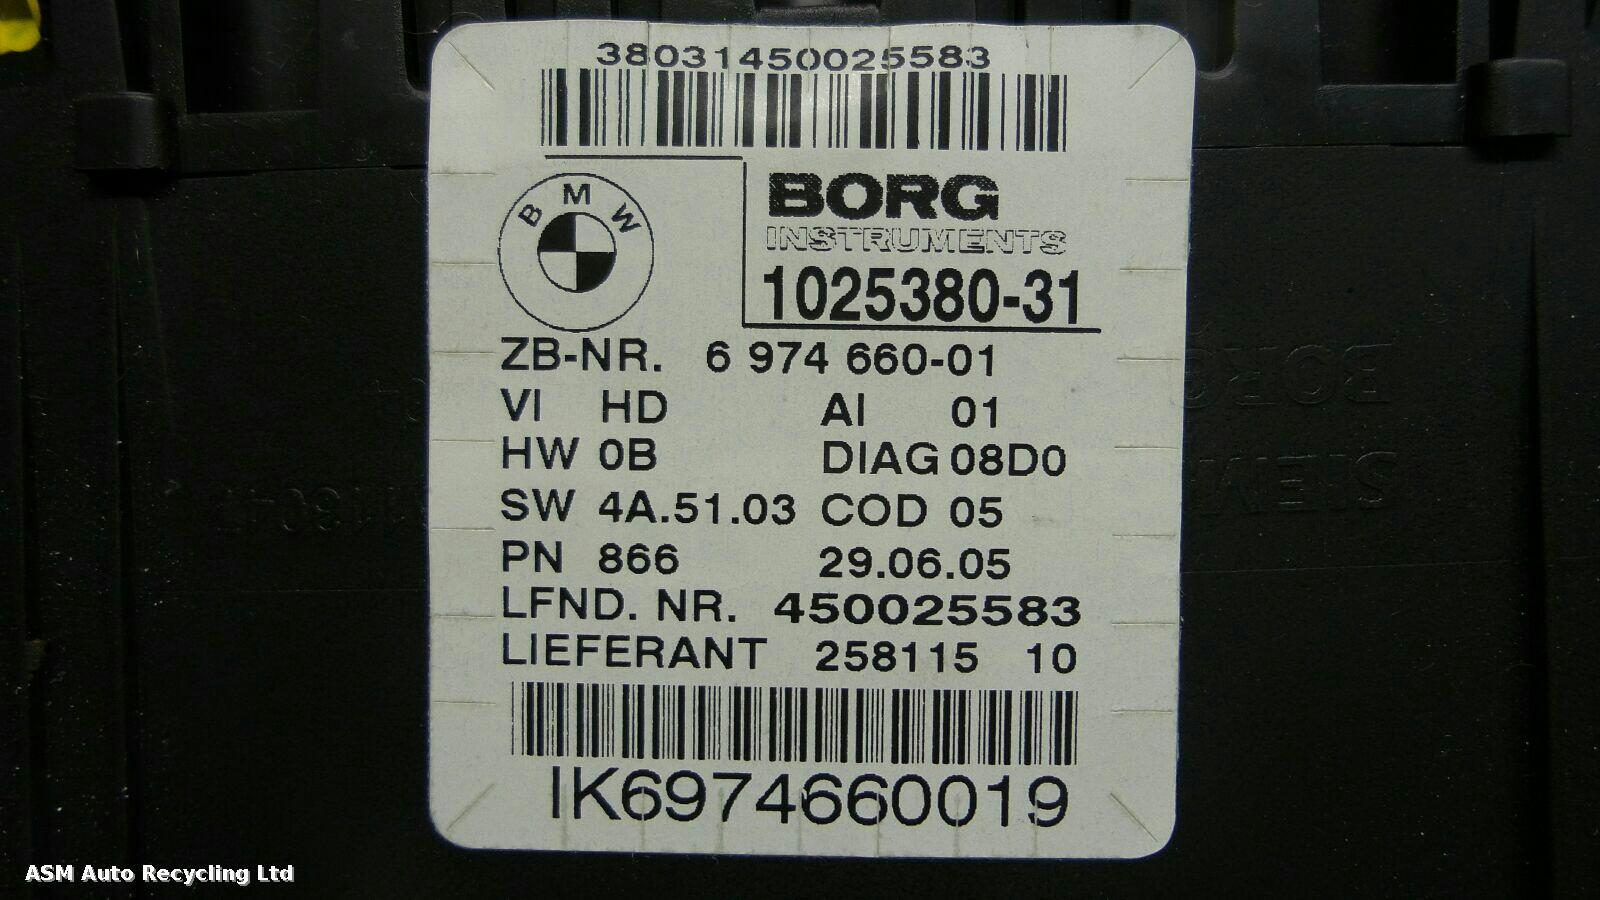 38031450025583
BMW
BORG
INSTRUMENTS
1025380-31
ZB-NR. 6 974 660-01
VI HD AI 01
HW 0B DIAG 08D0
SW 4A.51.03 COD 05
PN 866 29.06.05
LFND. NR. 450025583
LIEFERANT 258115 10
IK6974660019
BORG
ASM Auto Recycling Ltd